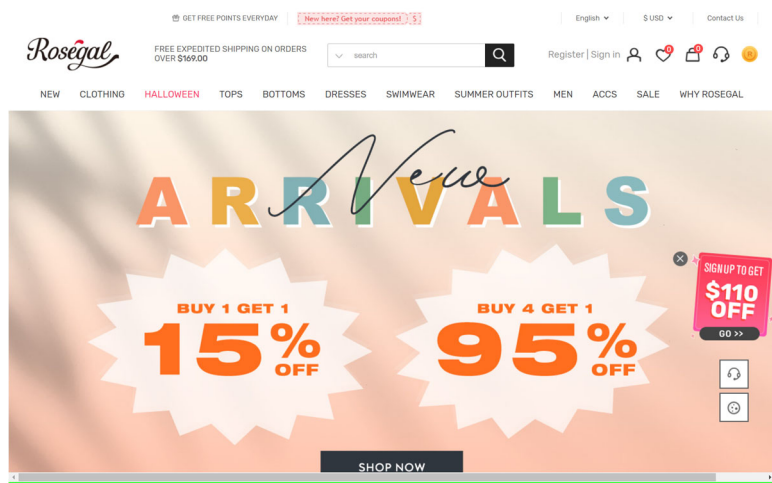 GET FREE POINTS EVERYDAY
New here? Get your coupons!
English
$ USD
Contact Us
Rosegal
FREE EXPEDITED SHIPPING ON ORDERS
OVER $169.00
search
Register | Sign in
0
0
NEW
CLOTHING
HALLOWEEN
TOPS
BOTTOMS
DRESSES
SWIMWEAR
SUMMER OUTFITS
MEN
ACCS
SALE
WHY ROSEGAL
New
ARRIVALS
BUY 1 GET 1
15% OFF
BUY 4 GET 1
95% OFF
SIGN UP TO GET
$110
OFF
GO >>
SHOP NOW